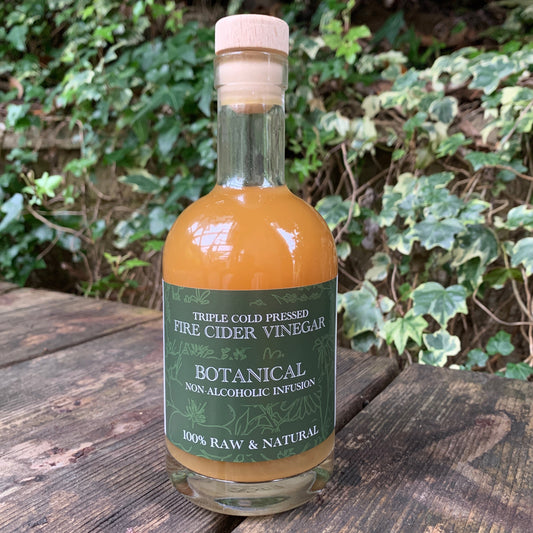 TRIPLE COLD PRESSED
FIRE CIDER VINEGAR
BOTANICAL
NON-ALCOHOLIC INFUSION
100% RAW & NATURAL